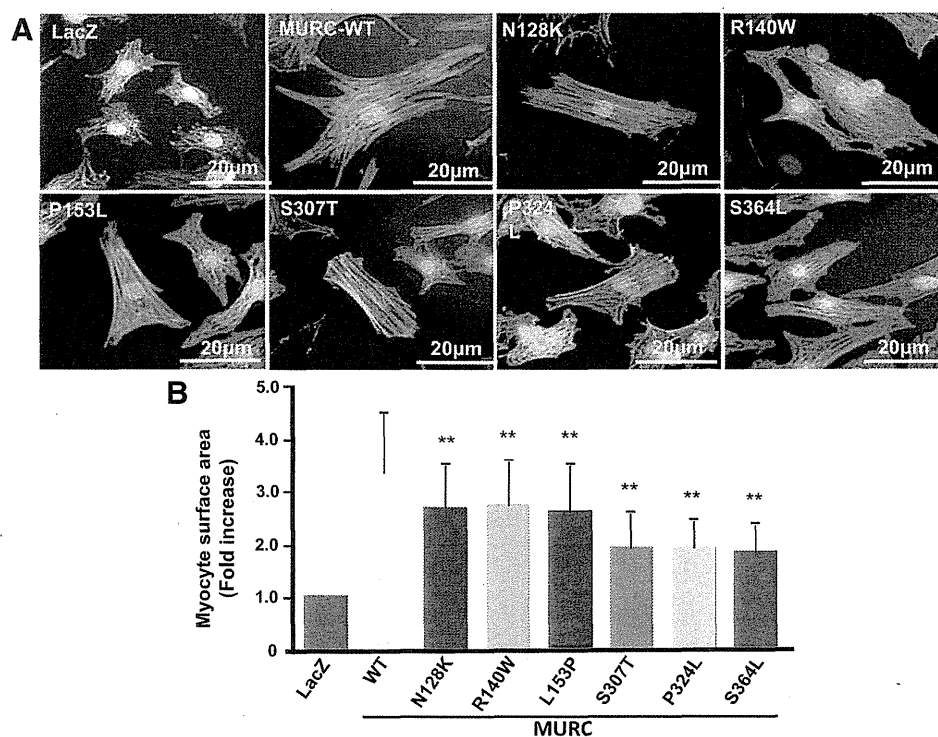 A
LacZ
MURC-WT
N128K
R140W
20µm
20µm
20µm
20µm
P153L
S307T
P324
L
S364L
20µm
20µm
20µm
20µm
B
Myocyte surface area
(Fold increase)
5.0
4.0
3.0
2.0
1.0
0
** ** ** ** ** **
LacZ
WT
N128K
R140W
L153P
S307T
P324L
S364L
MURC